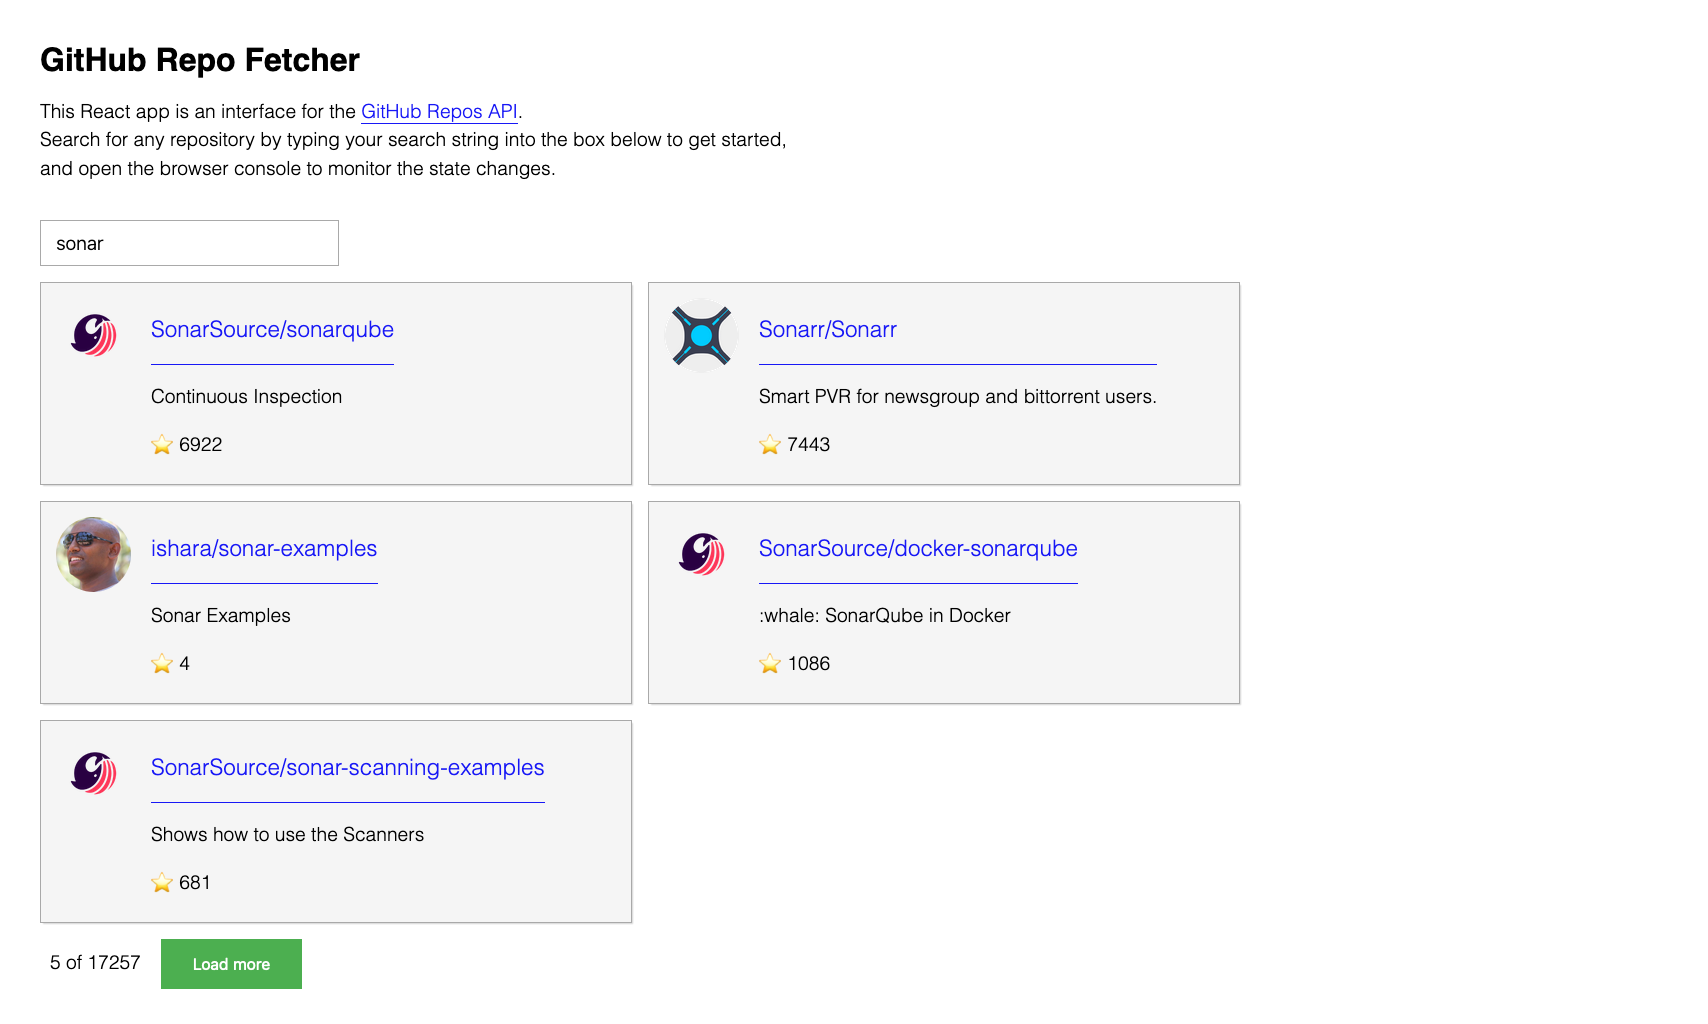 GitHub Repo Fetcher
This React app is an interface for the GitHub Repos API.
Search for any repository by typing your search string into the box below to get started,
and open the browser console to monitor the state changes.
sonar
SonarSource/sonarqube
Continuous Inspection
⭐ 6922
Sonarr/Sonarr
Smart PVR for newsgroup and bittorrent users.
⭐ 7443
ishara/sonar-examples
Sonar Examples
⭐ 4
SonarSource/docker-sonarqube
:whale: SonarQube in Docker
⭐ 1086
SonarSource/sonar-scanning-examples
Shows how to use the Scanners
⭐ 681
5 of 17257
Load more